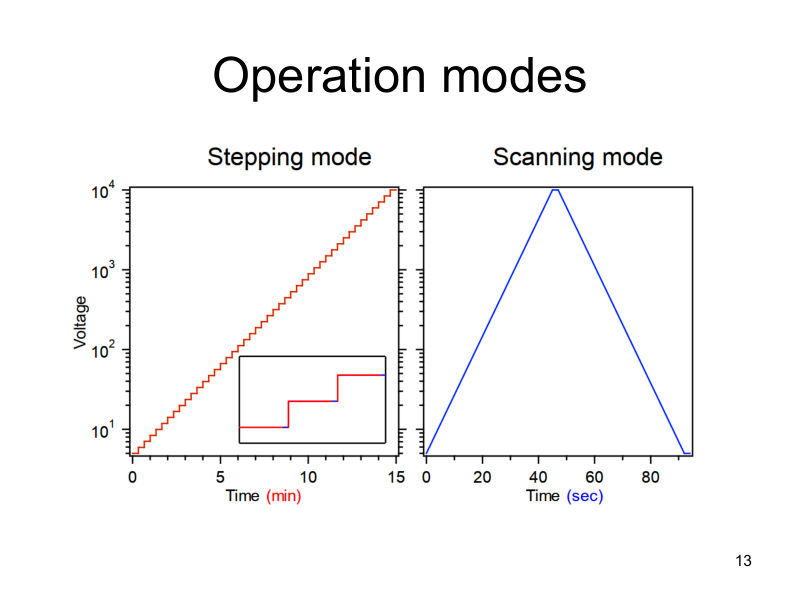 Operation modes
Stepping mode
Scanning mode
Voltage
10^4
10^3
10^2
10^1
0 5 10 15
Time (min)
0 20 40 60 80
Time (sec)
13